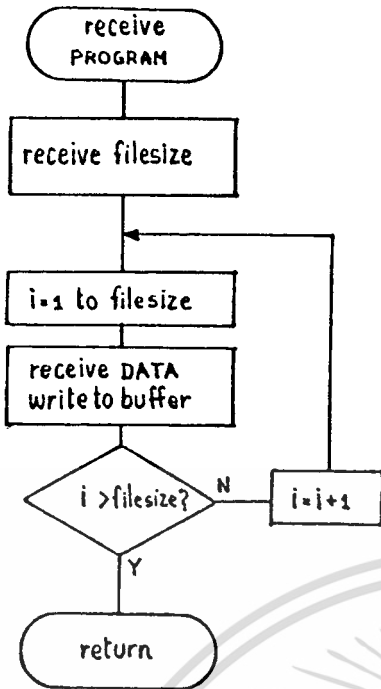 receive
PROGRAM
receive filesize
i=1 to filesize
receive DATA
write to buffer
i >filesize?
N
i=i+1
Y
return